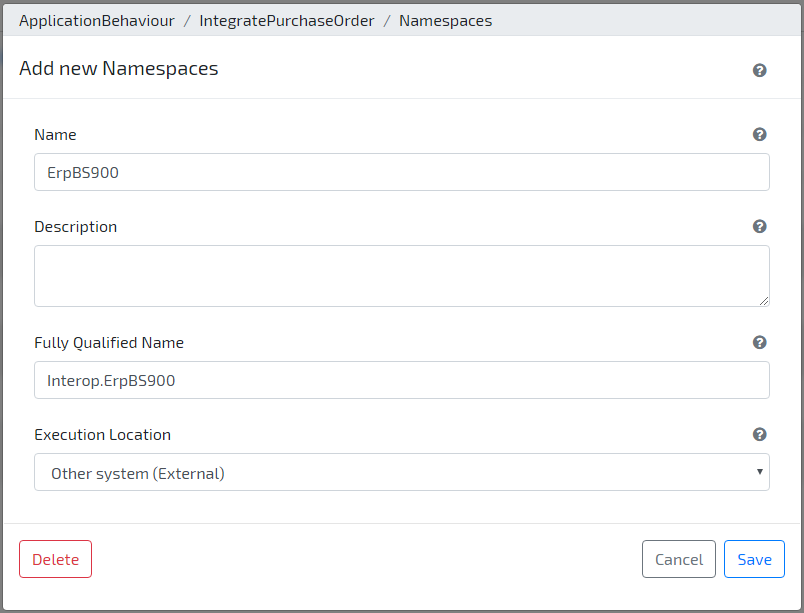 ApplicationBehaviour / IntegratePurchaseOrder / Namespaces
Add new Namespaces
Name
ErpBS900
Description
Fully Qualified Name
Interop.ErpBS900
Execution Location
Other system (External)
Delete Cancel Save